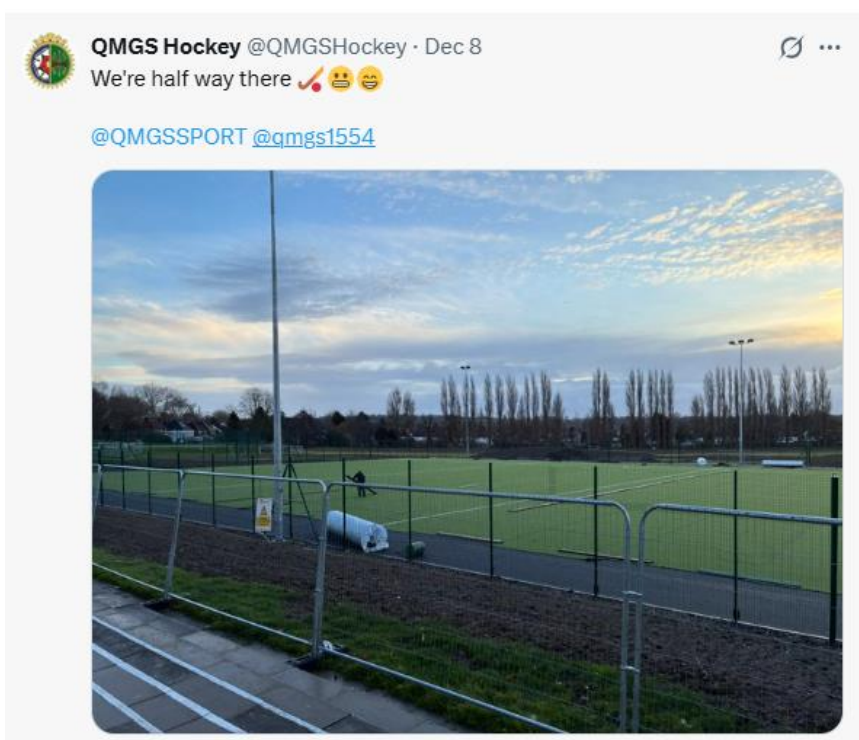 QMGS Hockey @QMGSHockey · Dec 8
We're half way there 🏑😬😁
@QMGSSPORT @qmgs1554